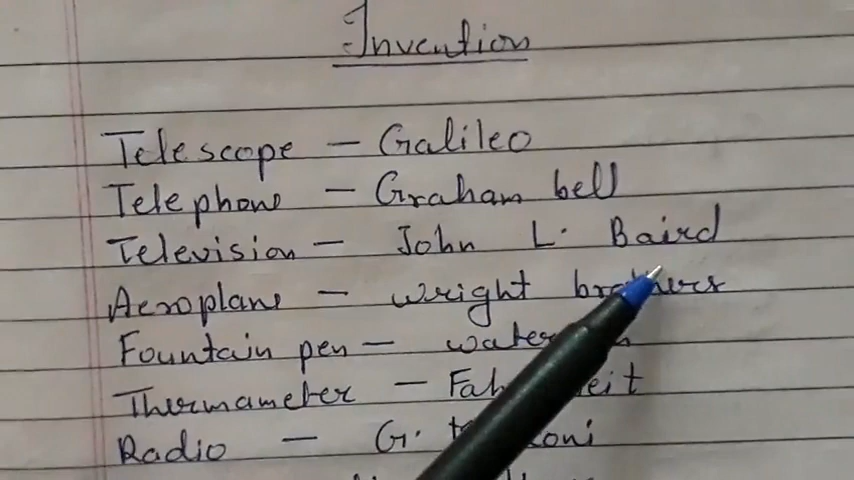 Invention
Telescope - Galileo
Telephone - Graham bell
Television - John L. Baird
Aeroplane - wright brothers
Fountain pen -
Thermameter -
Radio - G.